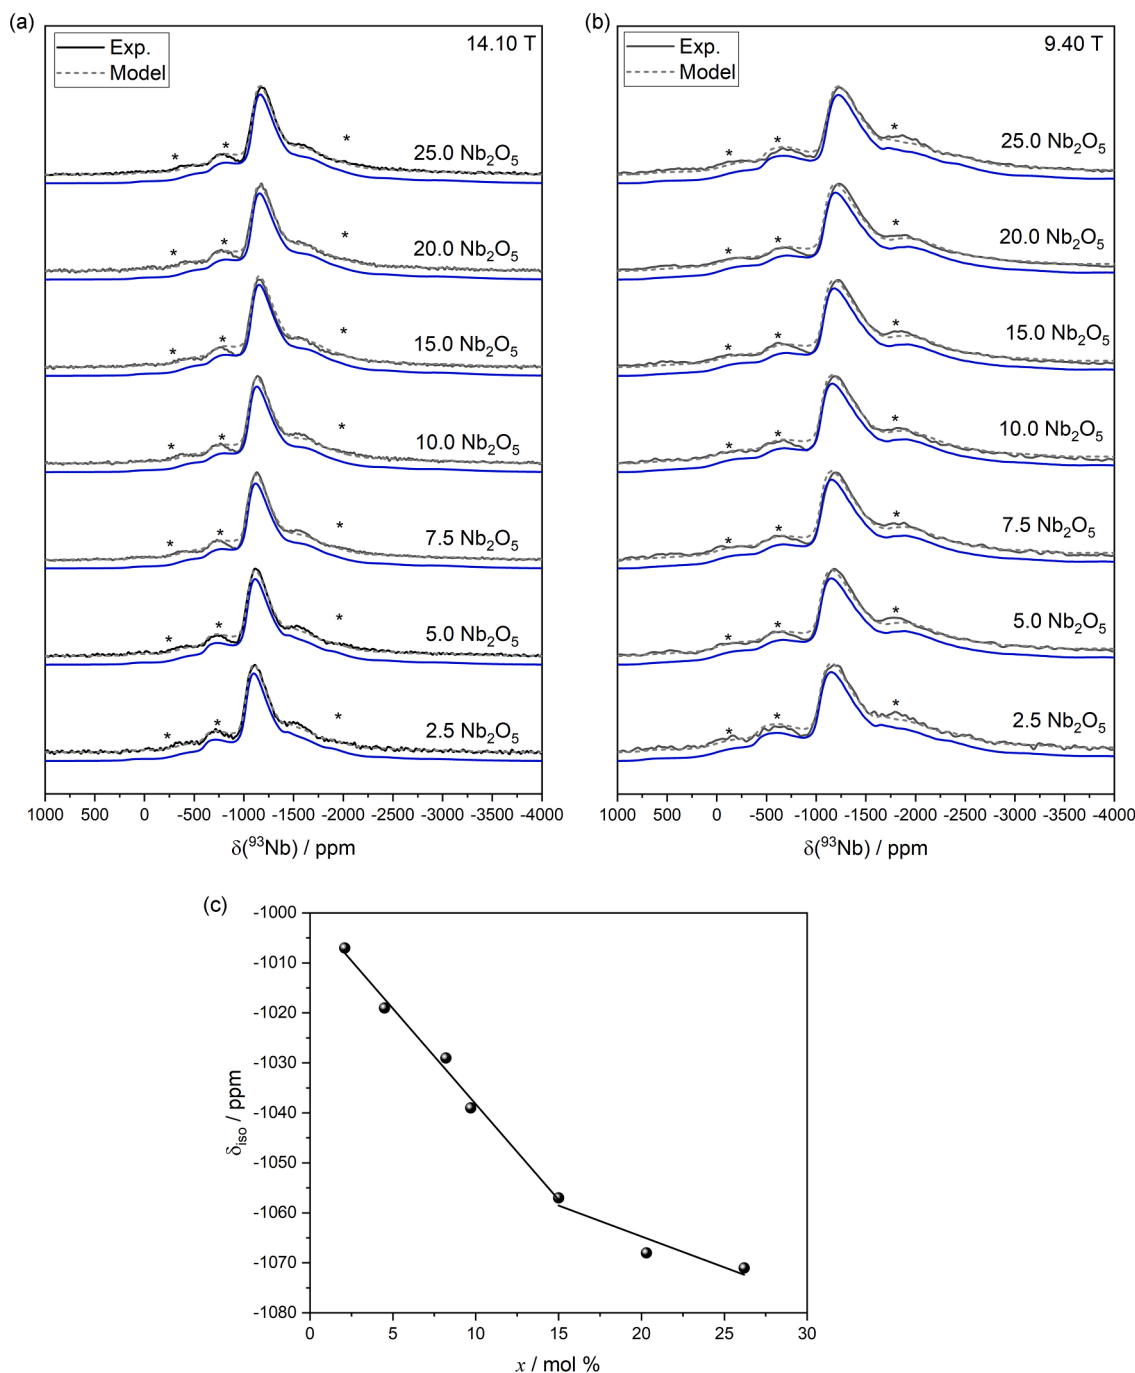 (a)
Exp.
Model
14.10 T
* * *
25.0 Nb₂O₅
* * *
20.0 Nb₂O₅
* * *
15.0 Nb₂O₅
* * *
10.0 Nb₂O₅
* * *
7.5 Nb₂O₅
* * *
5.0 Nb₂O₅
* * *
2.5 Nb₂O₅
1000 500 0 -500 -1000 -1500 -2000 -2500 -3000 -3500 -4000
δ(⁹³Nb) / ppm
(b)
Exp.
Model
9.40 T
* * *
25.0 Nb₂O₅
* * *
20.0 Nb₂O₅
* * *
15.0 Nb₂O₅
* * *
10.0 Nb₂O₅
* * *
7.5 Nb₂O₅
* * *
5.0 Nb₂O₅
* * *
2.5 Nb₂O₅
1000 500 0 -500 -1000 -1500 -2000 -2500 -3000 -3500 -4000
δ(⁹³Nb) / ppm
(c)
-1000
-1010
-1020
-1030
-1040
-1050
-1060
-1070
-1080
δiso / ppm
0 5 10 15 20 25 30
x / mol %